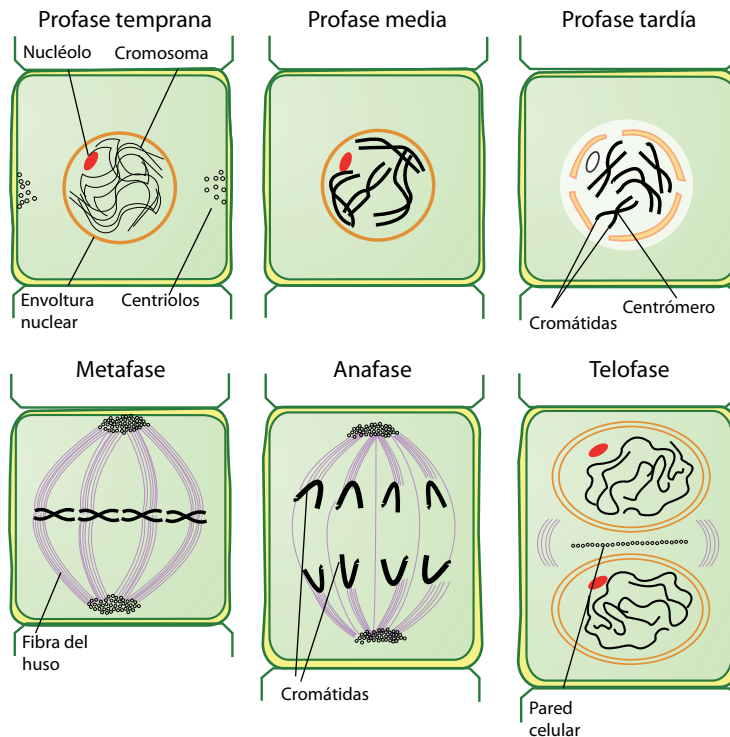 Profase temprana
Profase media
Profase tardía
Nucléolo
Cromosoma
Envoltura
nuclear
Centriolos
Cromátidas
Centrómero
Metafase
Anafase
Telofase
Fibra del
huso
Cromátidas
Pared
celular